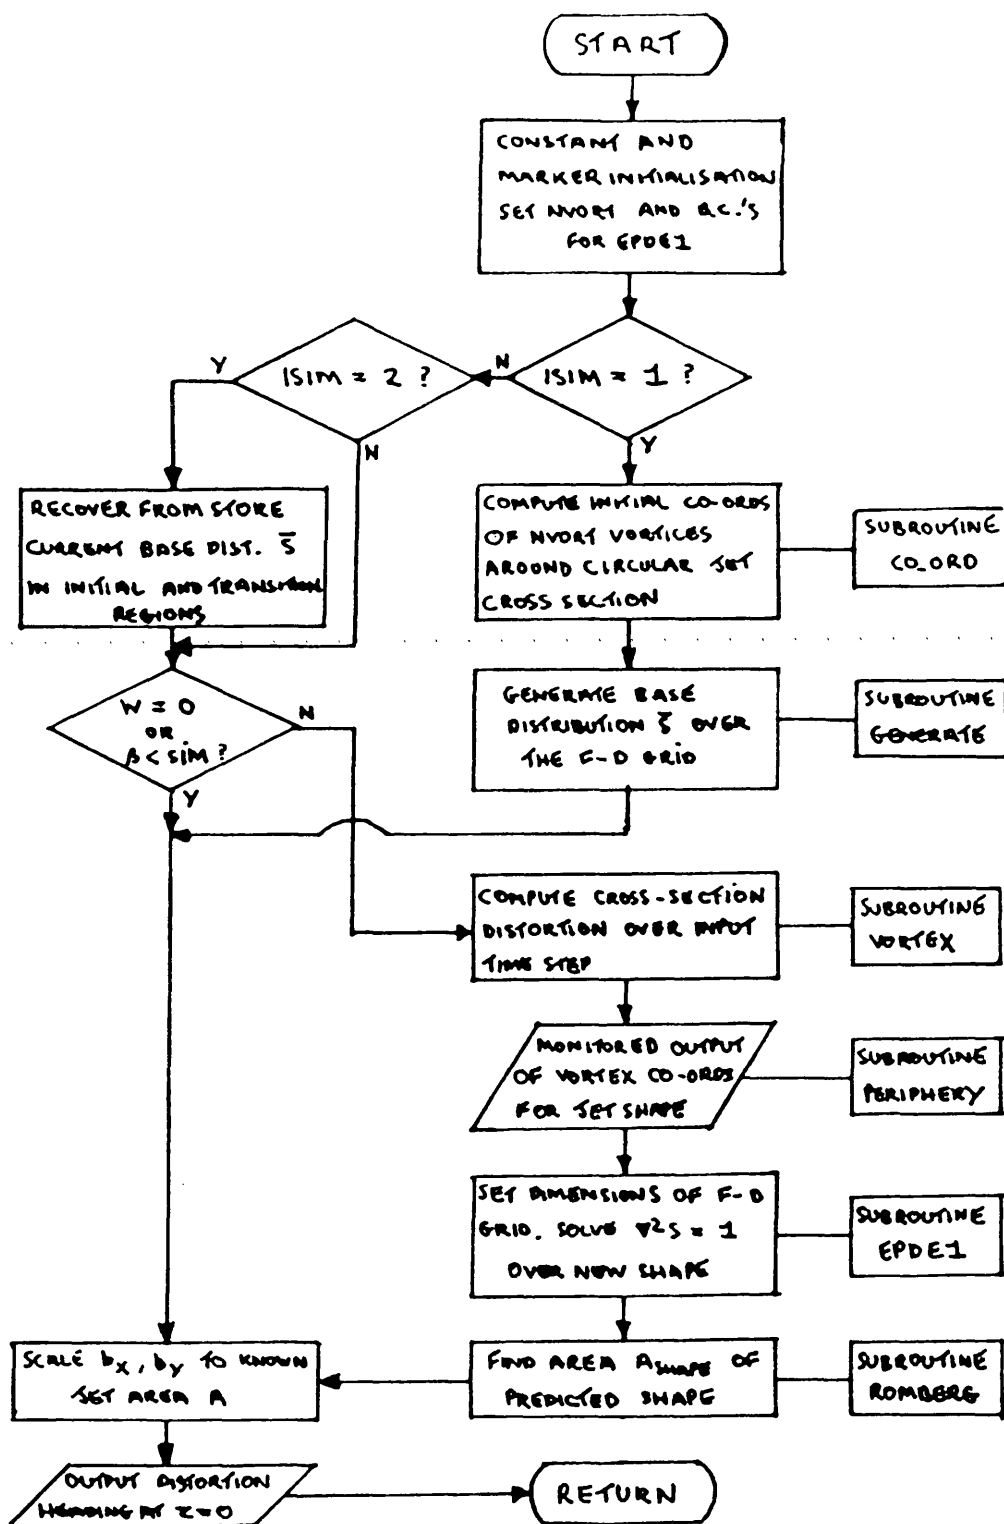 START
CONSTANT AND
MARKER INITIALISATION
SET NVORT AND B.C.'S
FOR EPDE1
ISIM = 1 ?
N
Y
ISIM = 2 ?
Y
N
RECOVER FROM STORE
CURRENT BASE DIST. s̄
IN INITIAL AND TRANSITION
REGIONS
COMPUTE INITIAL CO-ORDS
OF NVORT VORTICES
AROUND CIRCULAR JET
CROSS SECTION
SUBROUTINE
CO_ORD
W = 0
OR
β < SIM ?
N
Y
GENERATE BASE
DISTRIBUTION s̄ OVER
THE F-D GRID
SUBROUTINE
GENERATE
COMPUTE CROSS-SECTION
DISTORTION OVER INPUT
TIME STEP
SUBROUTINE
VORTEX
MONITORED OUTPUT
OF VORTEX CO-ORDS
FOR JET SHAPE
SUBROUTINE
PERIPHERY
SET DIMENSIONS OF F-D
GRID. SOLVE ∇²S = 1
OVER NEW SHAPE
SUBROUTINE
EPDE1
SCALE bx, by TO KNOWN
JET AREA A
FIND AREA ASHAPE OF
PREDICTED SHAPE
SUBROUTINE
ROMBERG
OUTPUT DISTORTION
HEADING AT Z=0
RETURN